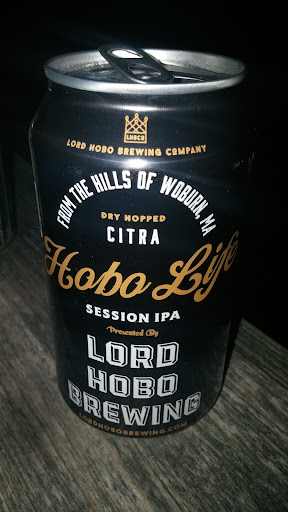 LHBCO
LORD HOBO BREWING COMPANY
FROM THE HILLS OF WOBURN, MA
DRY HOPPED
CITRA
Hobo Life
SESSION IPA
Presented By
LORD
HOBO
BREWING
LORDHOBOBREWING.COM